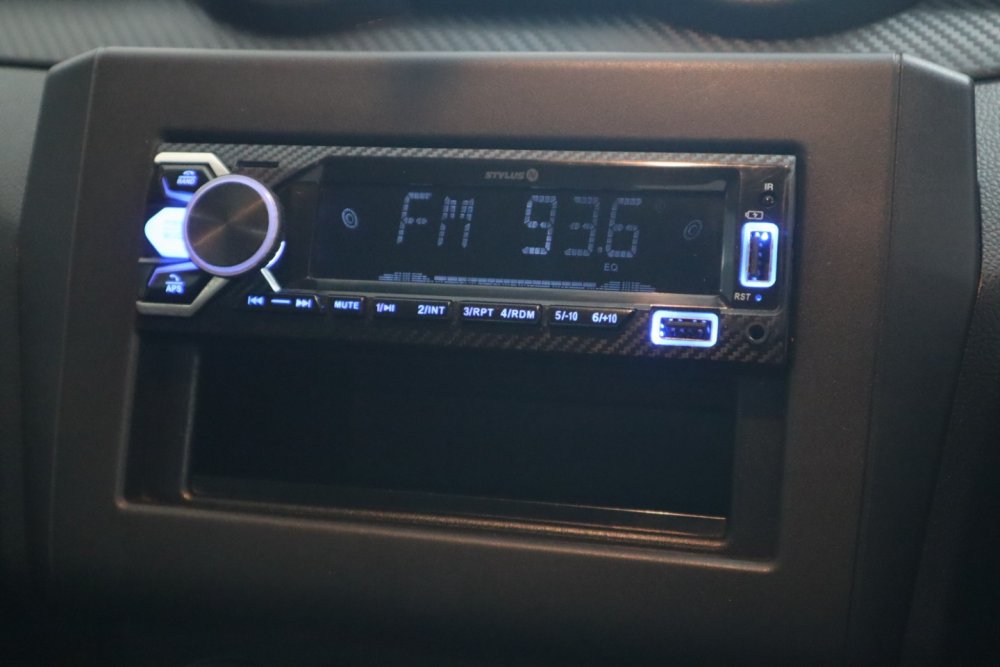 STYLUS
IR
BAND
FM 93.6
EQ
APS
RST
MUTE 1/ 2/INT 3/RPT 4/RDM 5/-10 6/+10